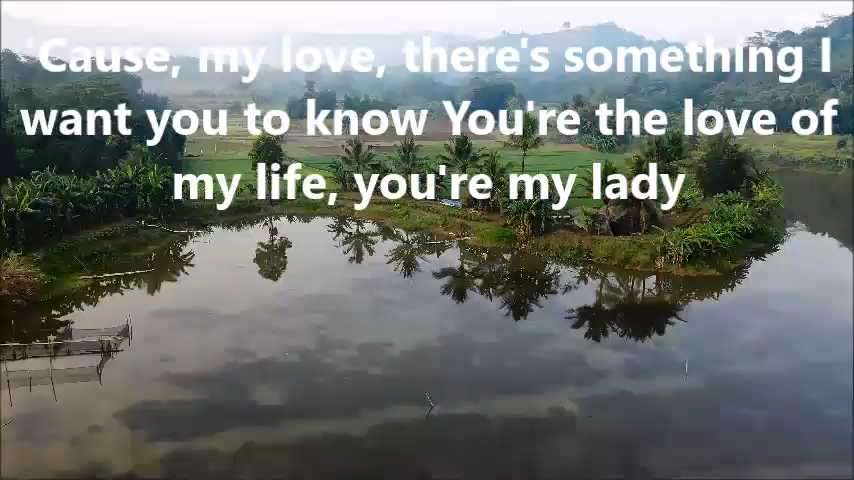 'Cause, my love, there's something I
want you to know You're the love of
my life, you're my lady